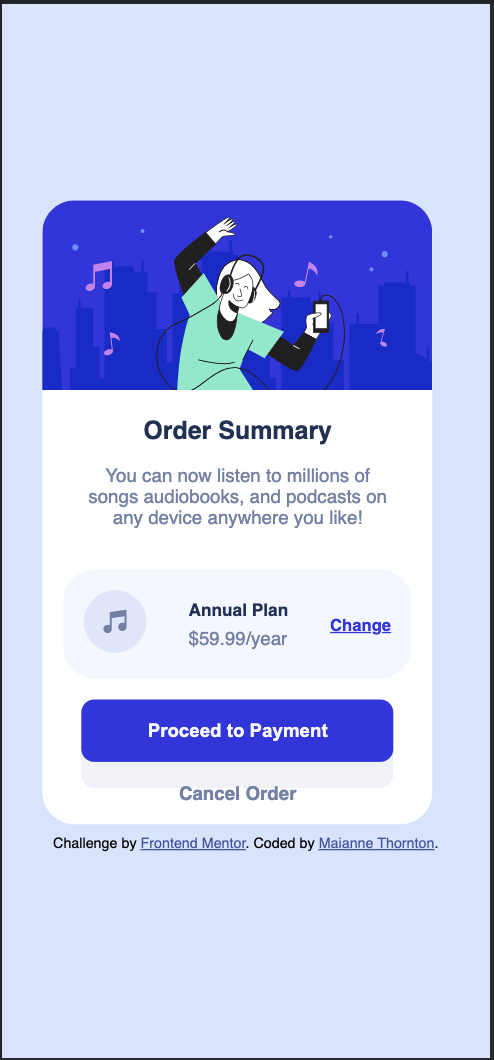 Order Summary
You can now listen to millions of
songs audiobooks, and podcasts on
any device anywhere you like!
Annual Plan
$59.99/year
Change
Proceed to Payment
Cancel Order
Challenge by Frontend Mentor. Coded by Maianne Thornton.